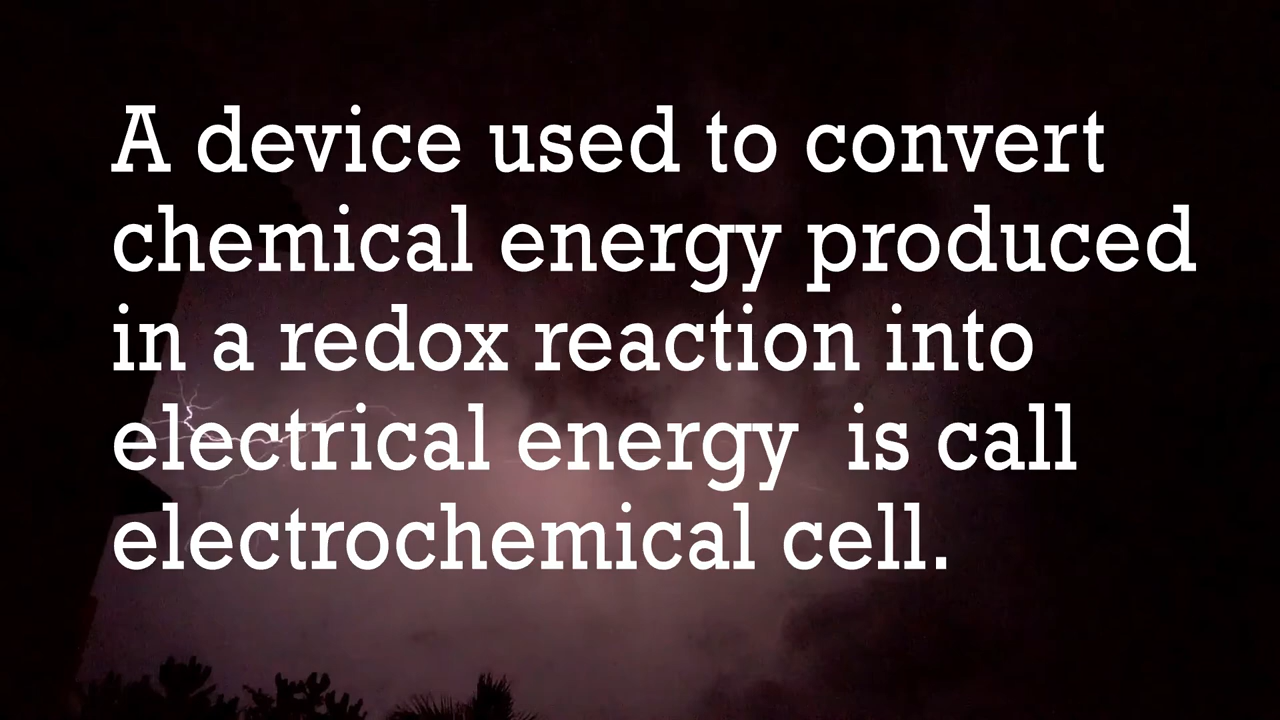 A device used to convert
chemical energy produced
in a redox reaction into
electrical energy  is call
electrochemical cell.